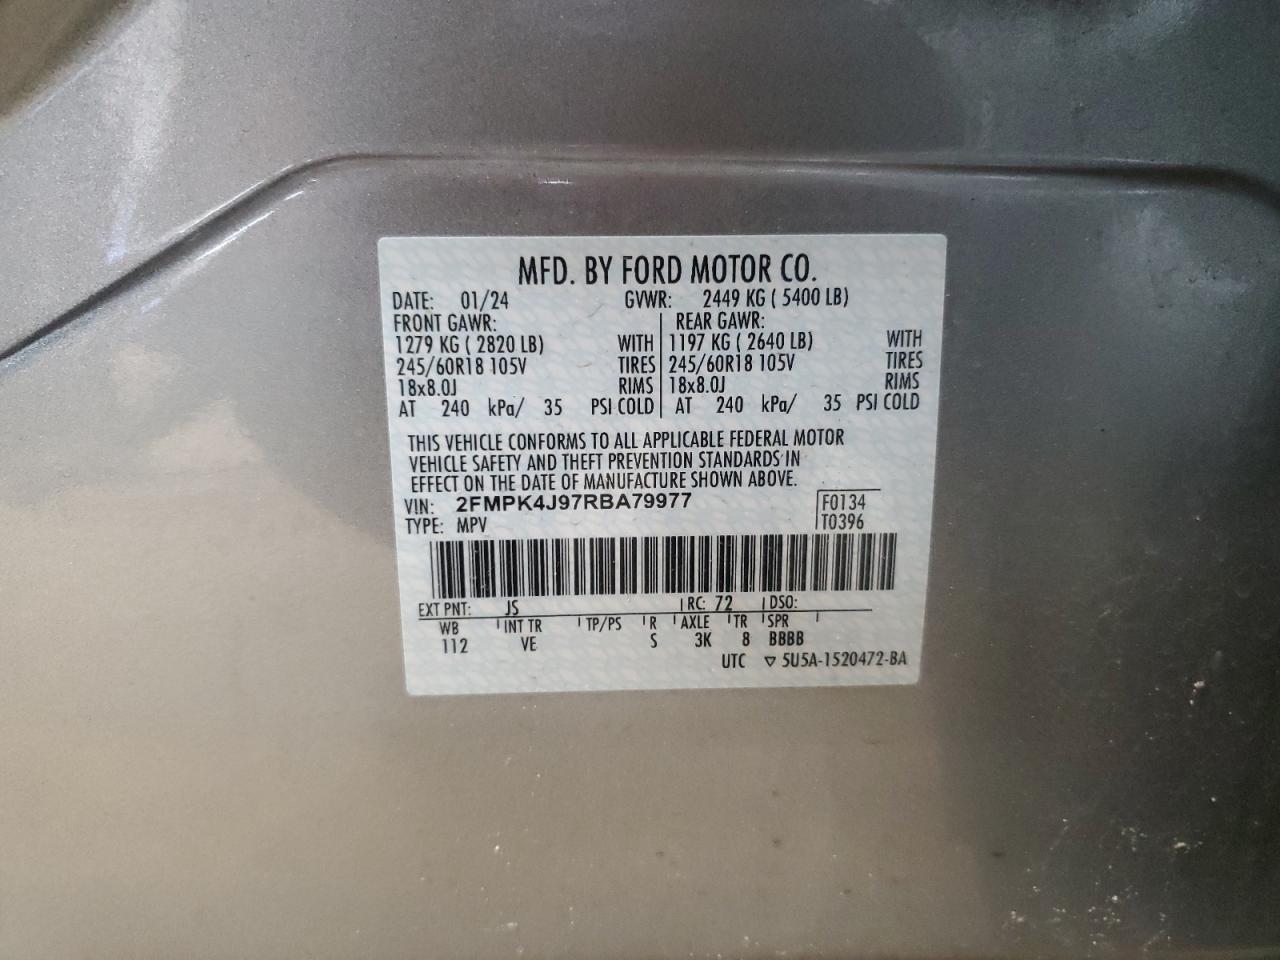 MFD. BY FORD MOTOR CO.
DATE: 01/24 GVWR: 2449 KG ( 5400 LB)
FRONT GAWR: REAR GAWR:
1279 KG ( 2820 LB) WITH 1197 KG ( 2640 LB) WITH
245/60R18 105V TIRES 245/60R18 105V TIRES
18x8.0J RIMS 18x8.0J RIMS
AT 240 kPa/ 35 PSI COLD AT 240 kPa/ 35 PSI COLD
THIS VEHICLE CONFORMS TO ALL APPLICABLE FEDERAL MOTOR
VEHICLE SAFETY AND THEFT PREVENTION STANDARDS IN
EFFECT ON THE DATE OF MANUFACTURE SHOWN ABOVE.
VIN: 2FMPK4J97RBA79977 F0134
TYPE: MPV T0396
EXT PNT: JS RC: 72 DSO:
WB INT TR TP/PS R AXLE TR SPR
112 VE S 3K 8 BBBB
UTC ▽ 5U5A-1520472-BA